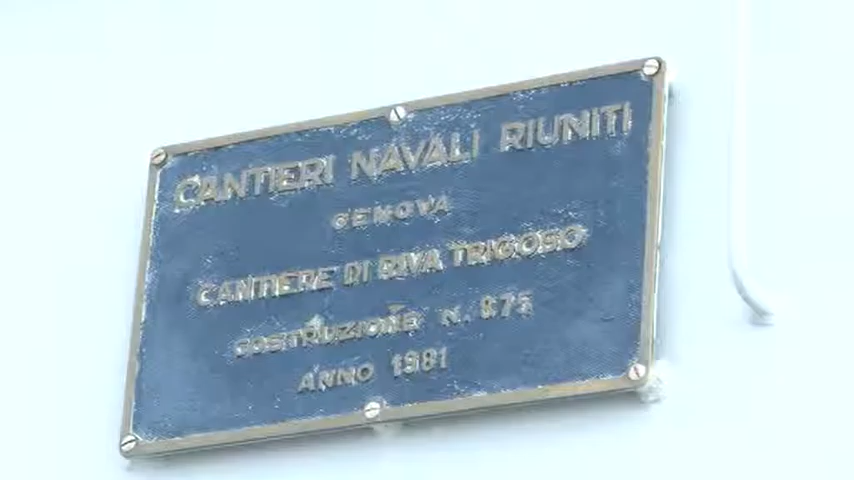 CANTIERI NAVALI RIUNITI
GENOVA
CANTIERE DI RIVA TRIGOSO
COSTRUZIONE N. 875
ANNO 1981